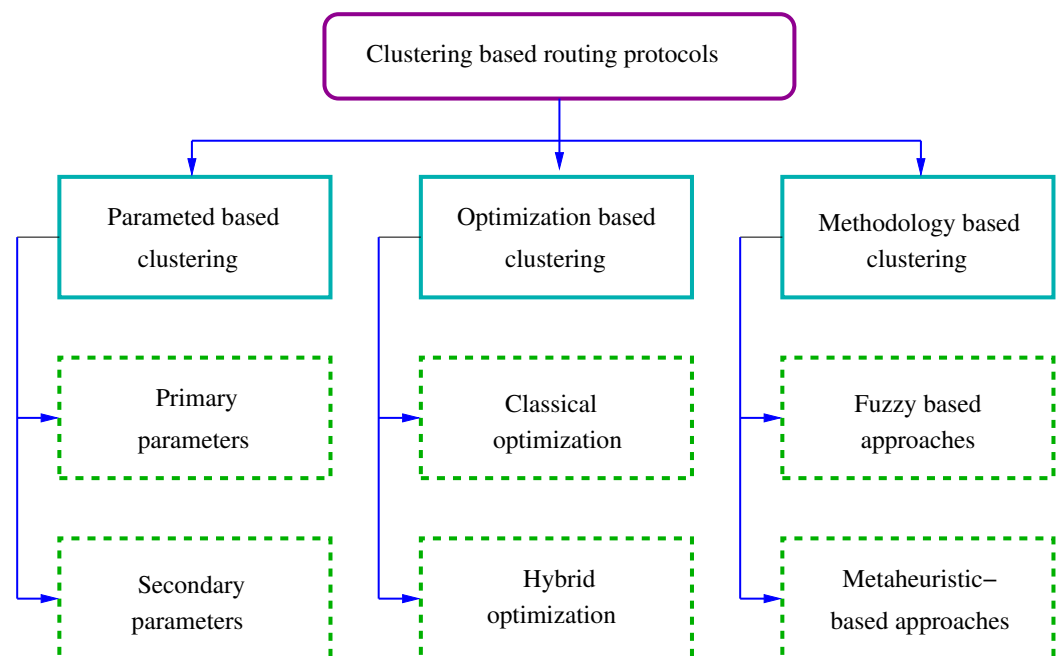 Clustering based routing protocols
Parameted based
clustering
Optimization based
clustering
Methodology based
clustering
Primary
parameters
Classical
optimization
Fuzzy based
approaches
Secondary
parameters
Hybrid
optimization
Metaheuristic–
based approaches